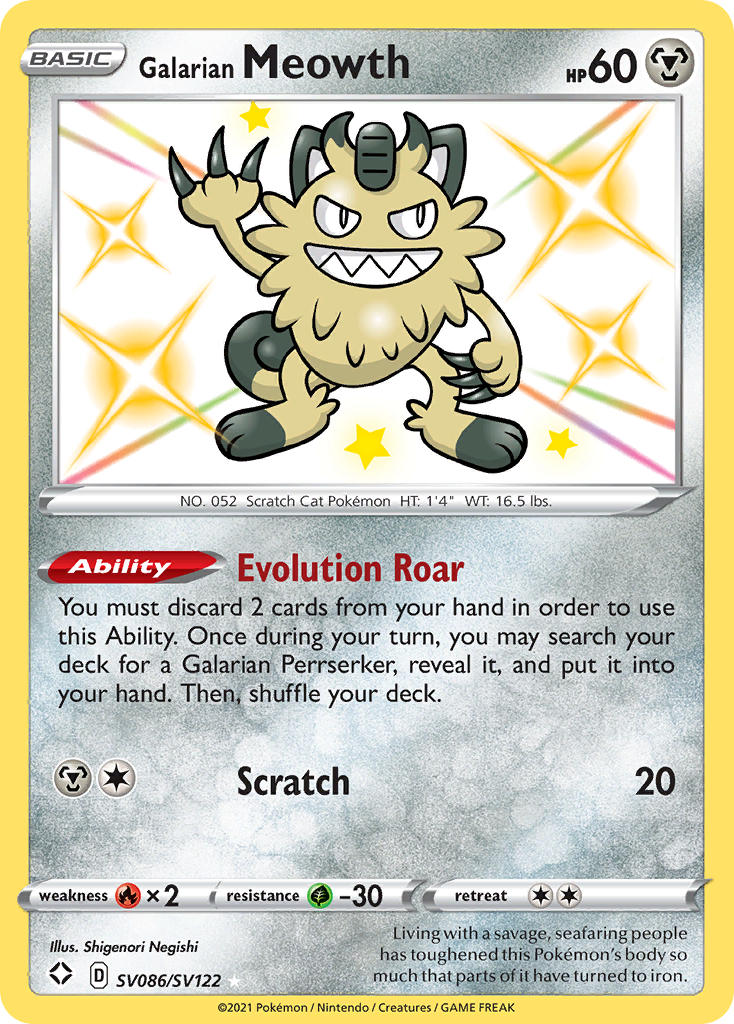 BASIC
Galarian Meowth HP60
NO. 052 Scratch Cat Pokémon HT: 1'4" WT: 16.5 lbs.
Ability Evolution Roar
You must discard 2 cards from your hand in order to use
this Ability. Once during your turn, you may search your
deck for a Galarian Perrserker, reveal it, and put it into
your hand. Then, shuffle your deck.
Scratch 20
weakness ×2 resistance -30 retreat
Illus. Shigenori Negishi
Living with a savage, seafaring people
has toughened this Pokémon's body so
much that parts of it have turned to iron.
D SV086/SV122
©2021 Pokémon / Nintendo / Creatures / GAME FREAK